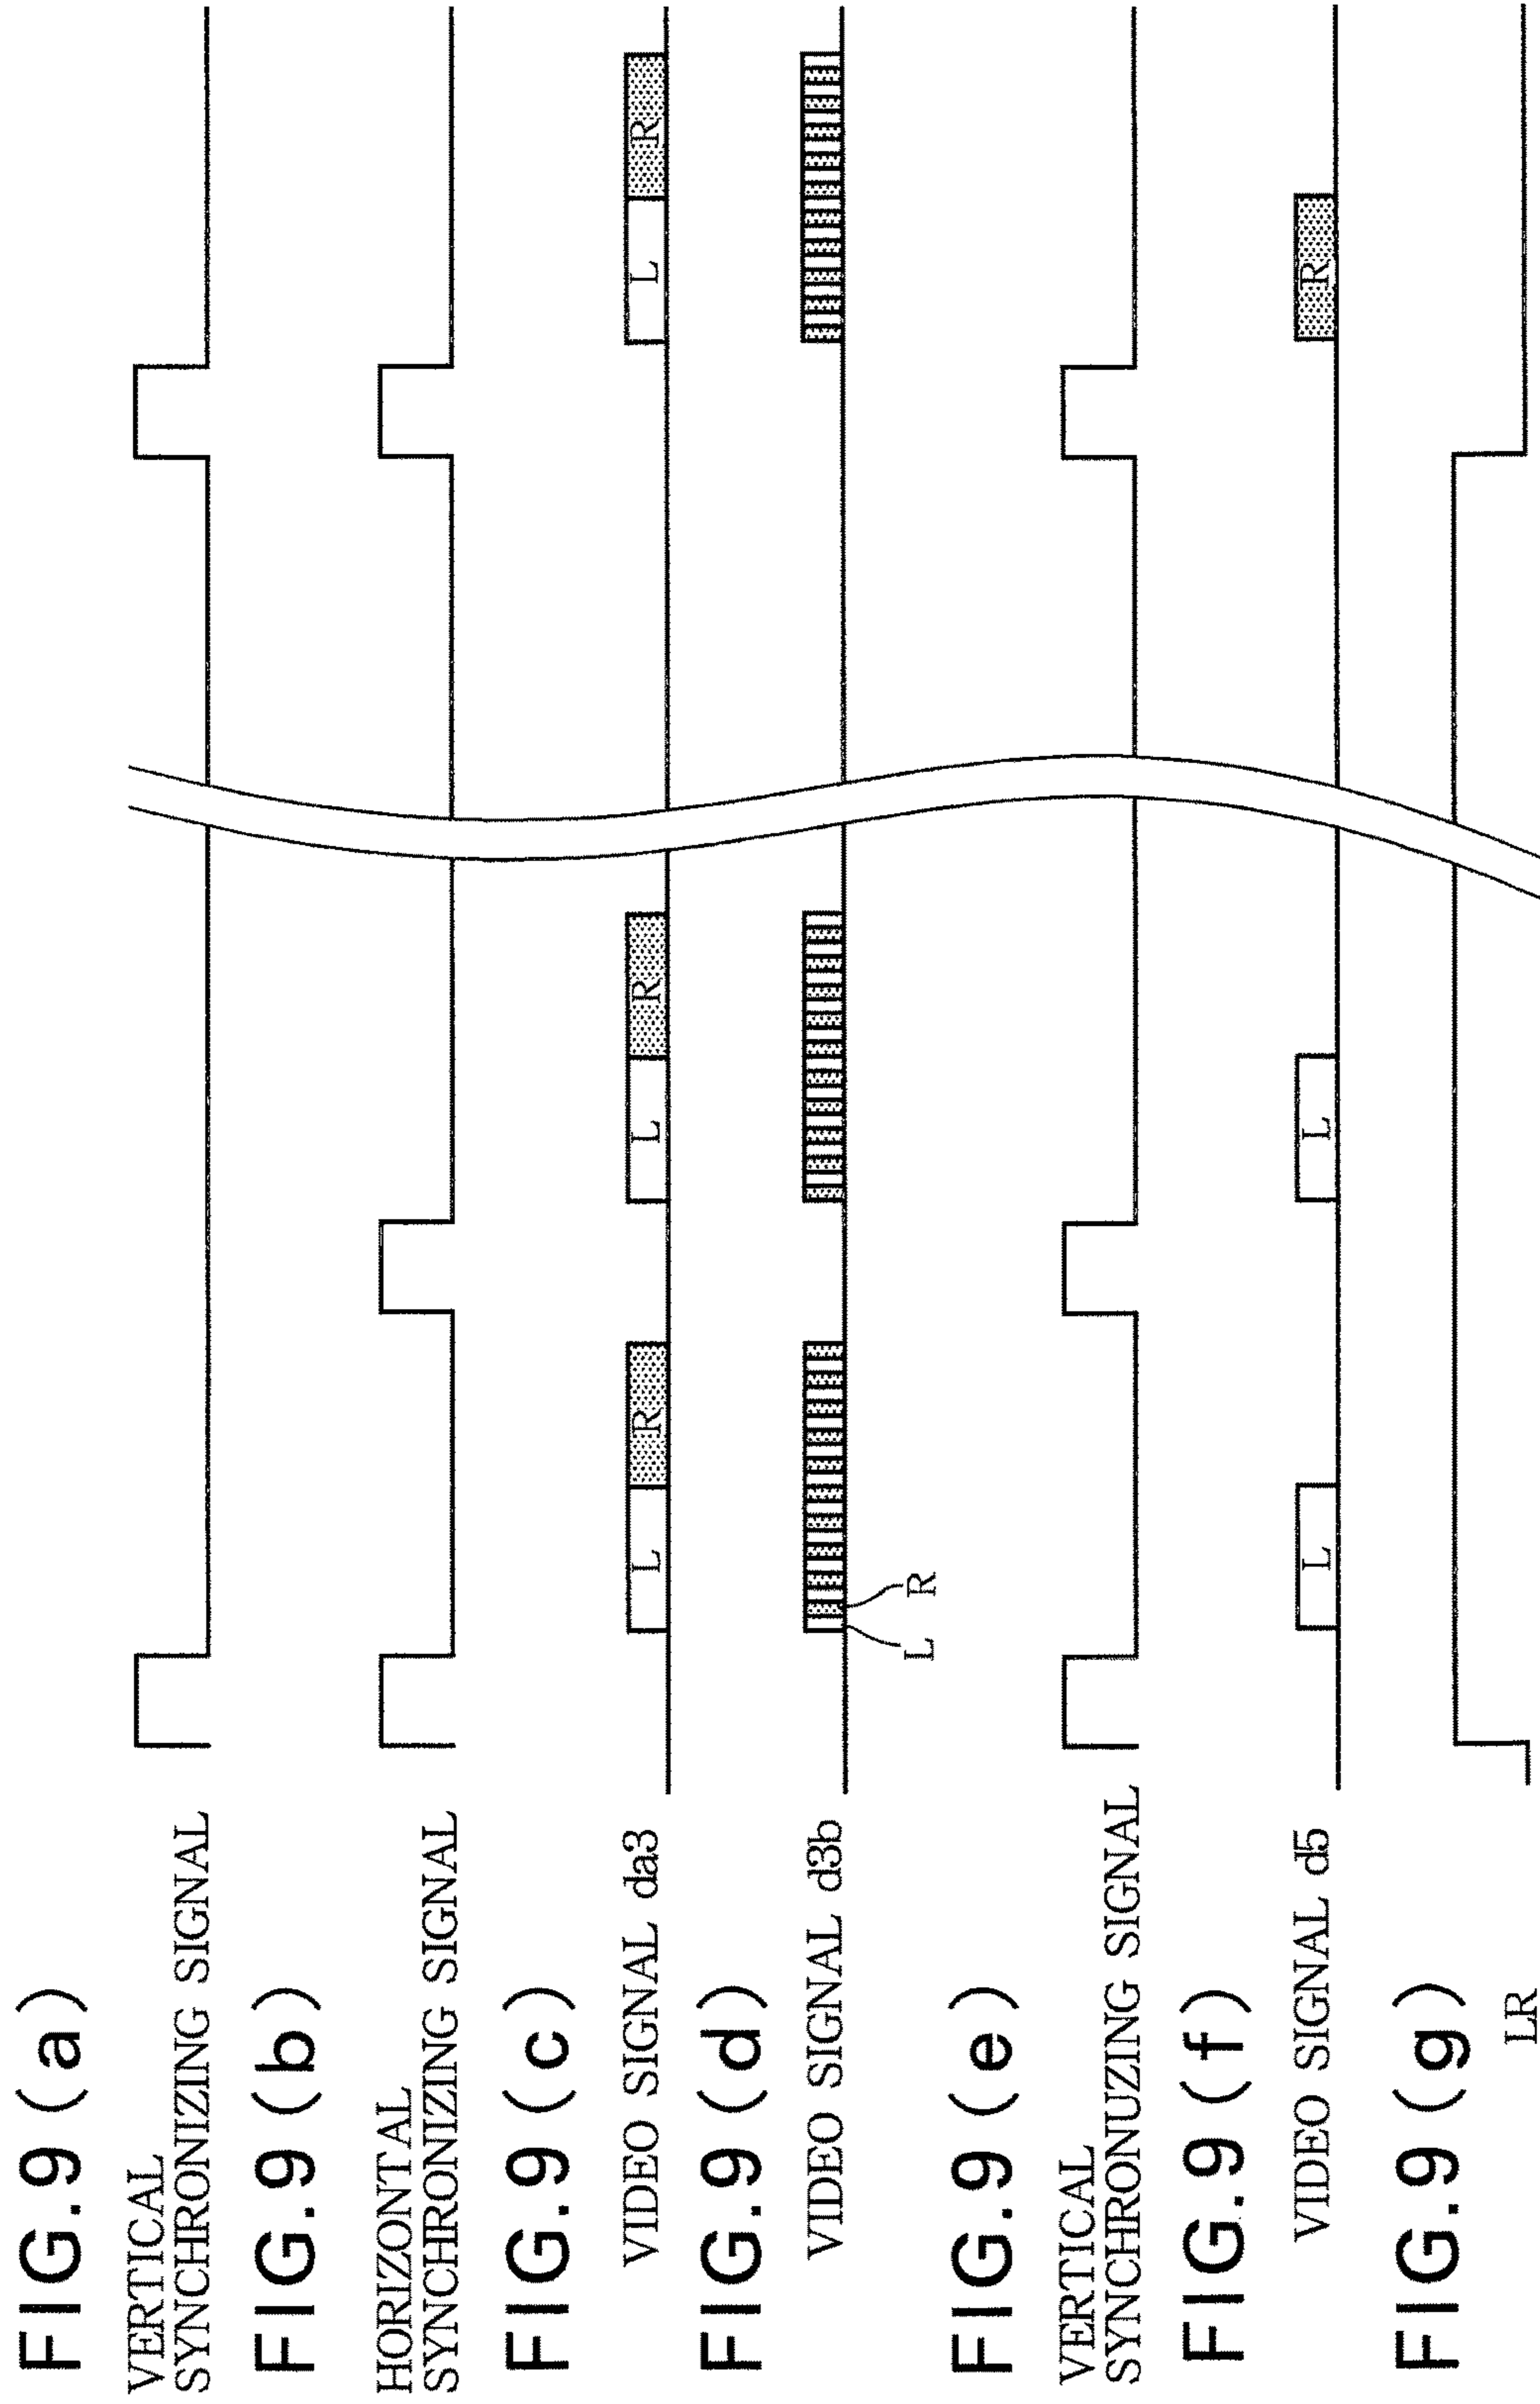 FIG.9(a)
VERTICAL
SYNCHRONIZING SIGNAL
FIG.9(b)
HORIZONTAL
SYNCHRONIZING SIGNAL
FIG.9(c)
VIDEO SIGNAL da3
L R L R L R
FIG.9(d)
VIDEO SIGNAL d3b
L R
FIG.9(e)
VERTICAL
SYNCHRONUZING SIGNAL
FIG.9(f)
VIDEO SIGNAL d5
L L R
FIG.9(g)
LR